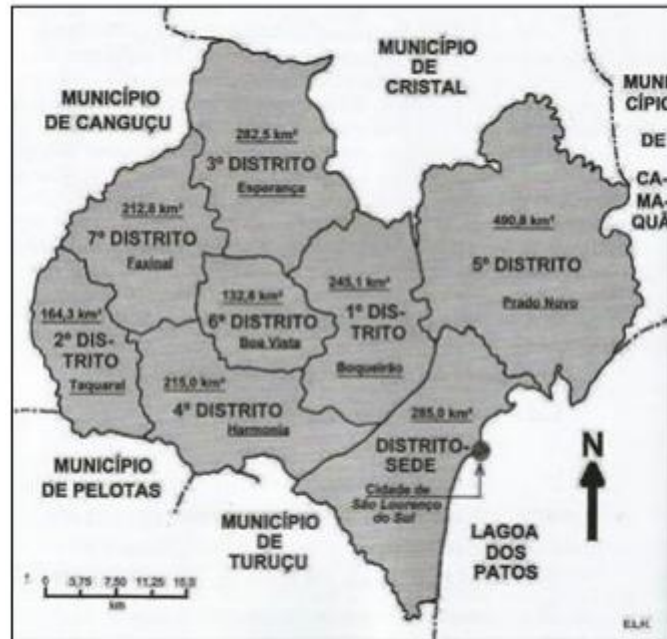 MUNICÍPIO
DE
CRISTAL
MUNICÍPIO
DE CANGUÇU
MUNI
CÍPIO
DE
CA-
MA-
QUÃ
282,5 km²
3º DISTRITO
Esperança
212,8 km²
7º DISTRITO
Faxinal
490,8 km²
5º DISTRITO
Prado Novo
245,1 km²
1º DIS-
TRITO
Boqueirão
132,8 km²
6º DISTRITO
Boa Vista
164,3 km²
2º DIS-
TRITO
Taquaral
215,0 km²
4º DISTRITO
Harmonia
285,0 km²
DISTRITO-
SEDE
Cidade de
São Lourenço
do Sul
MUNICÍPIO
DE PELOTAS
MUNICÍPIO
DE
TURUÇU
LAGOA
DOS
PATOS
N
0 3,75 7,50 11,25 15,0
km